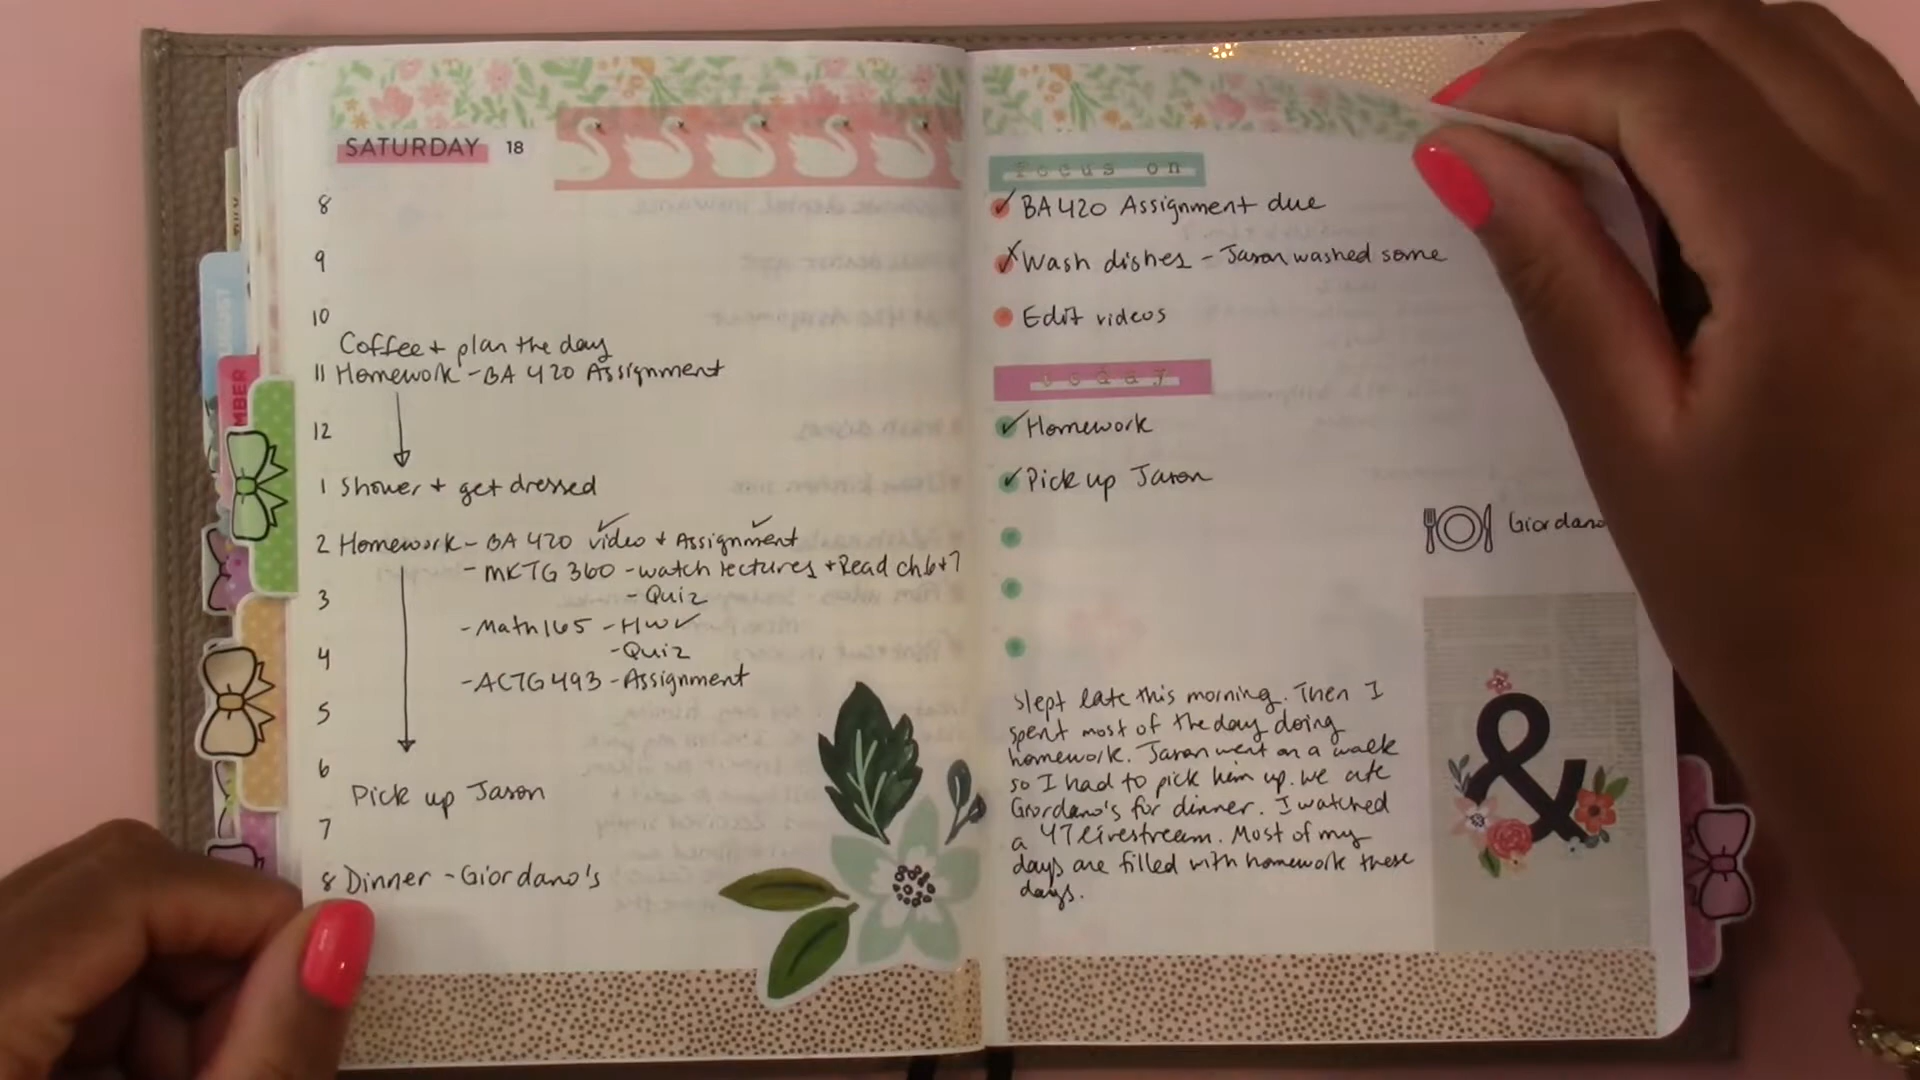 SATURDAY 18
8
9
10
Coffee + plan the day
11 Homework - BA 420 Assignment
12
1 Shower + get dressed
2 Homework - BA 420 video + Assignment
- MKTG 360 - watch lectures + Read ch 6+7
3
- Quiz
- Math 165 - HW
4
- Quiz
- ACTG 493 - Assignment
5
6
Pick up Jason
7
8 Dinner - Giordano's
focus on
BA 420 Assignment due
Wash dishes - Jason washed some
Edit videos
today
Homework
Pick up Jason
Giordano
Slept late this morning. Then I
spent most of the day doing
homework. Jason went on a walk
so I had to pick him up. We ate
Giordano's for dinner. I watched
a 47 livestream. Most of my
days are filled with homework these
days.
&